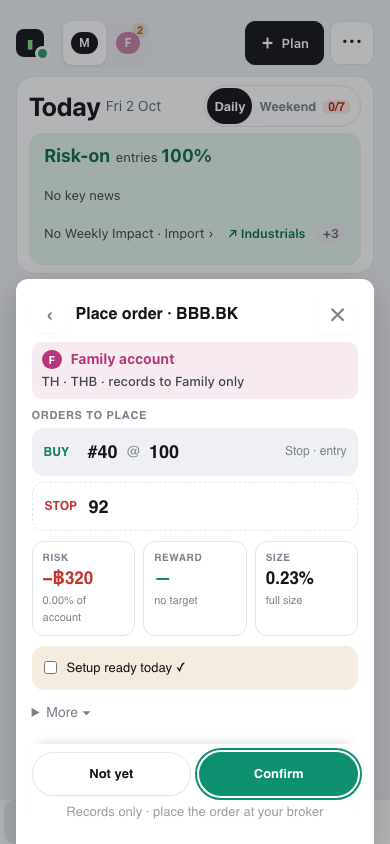 M F 2 + Plan ···
Today Fri 2 Oct Daily Weekend 0/7
Risk-on entries 100%
No key news
No Weekly Impact · Import › ↗ Industrials +3
‹ Place order · BBB.BK ✕
F Family account
TH · THB · records to Family only
ORDERS TO PLACE
BUY #40 @ 100 Stop · entry
STOP 92
RISK REWARD SIZE
−฿320 — 0.23%
0.00% of no target full size
account
Setup ready today ✓
▶ More ▾
Not yet Confirm
Records only · place the order at your broker